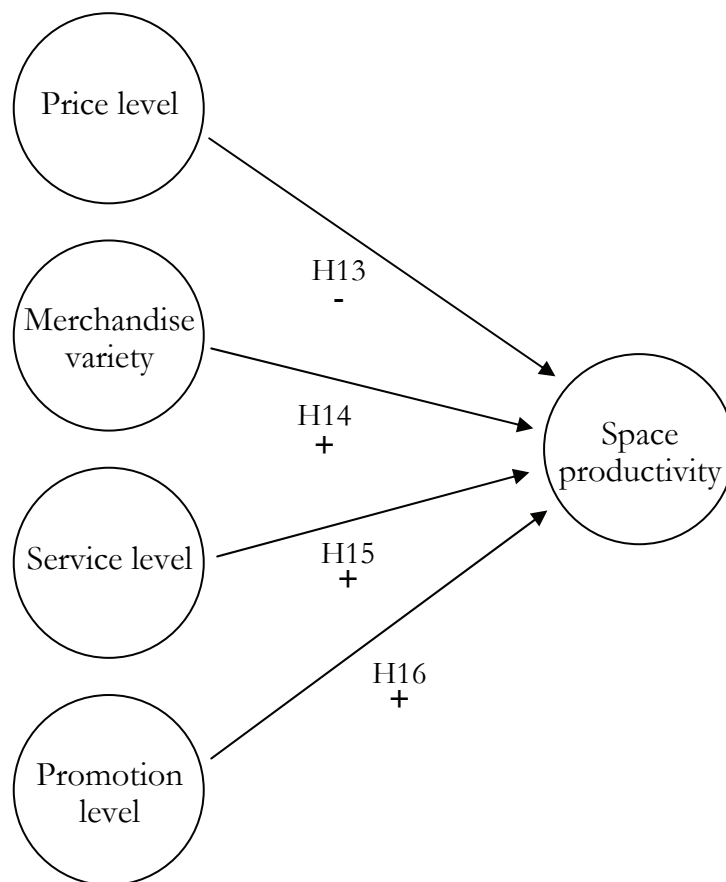 Price level
H13
-
Merchandise
variety
H14
+
Space
productivity
Service level
H15
+
H16
+
Promotion
level